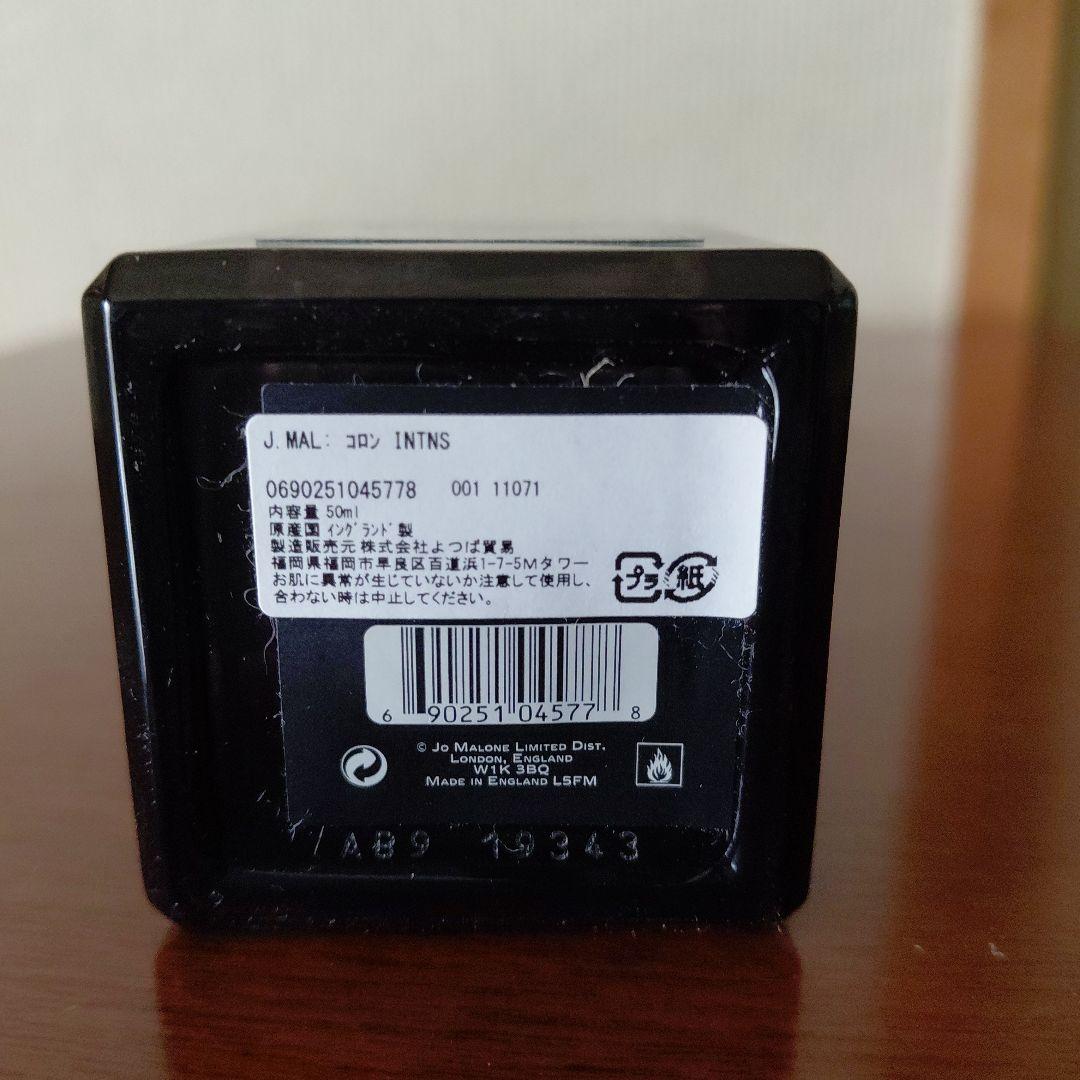 J.MAL: コロン INTNS
0690251045778 001 11071
内容量 50ml
原産国 イングランド製
製造販売元 株式会社よつば貿易
福岡県福岡市早良区百道浜1-7-5Mタワー
お肌に異常が生じていないか注意して使用し、
合わない時は中止してください。
プラ 紙
6 90251 04577 8
© JO MALONE LIMITED DIST.
LONDON, ENGLAND
W1K 3BQ
MADE IN ENGLAND L5FM
/A89 19343